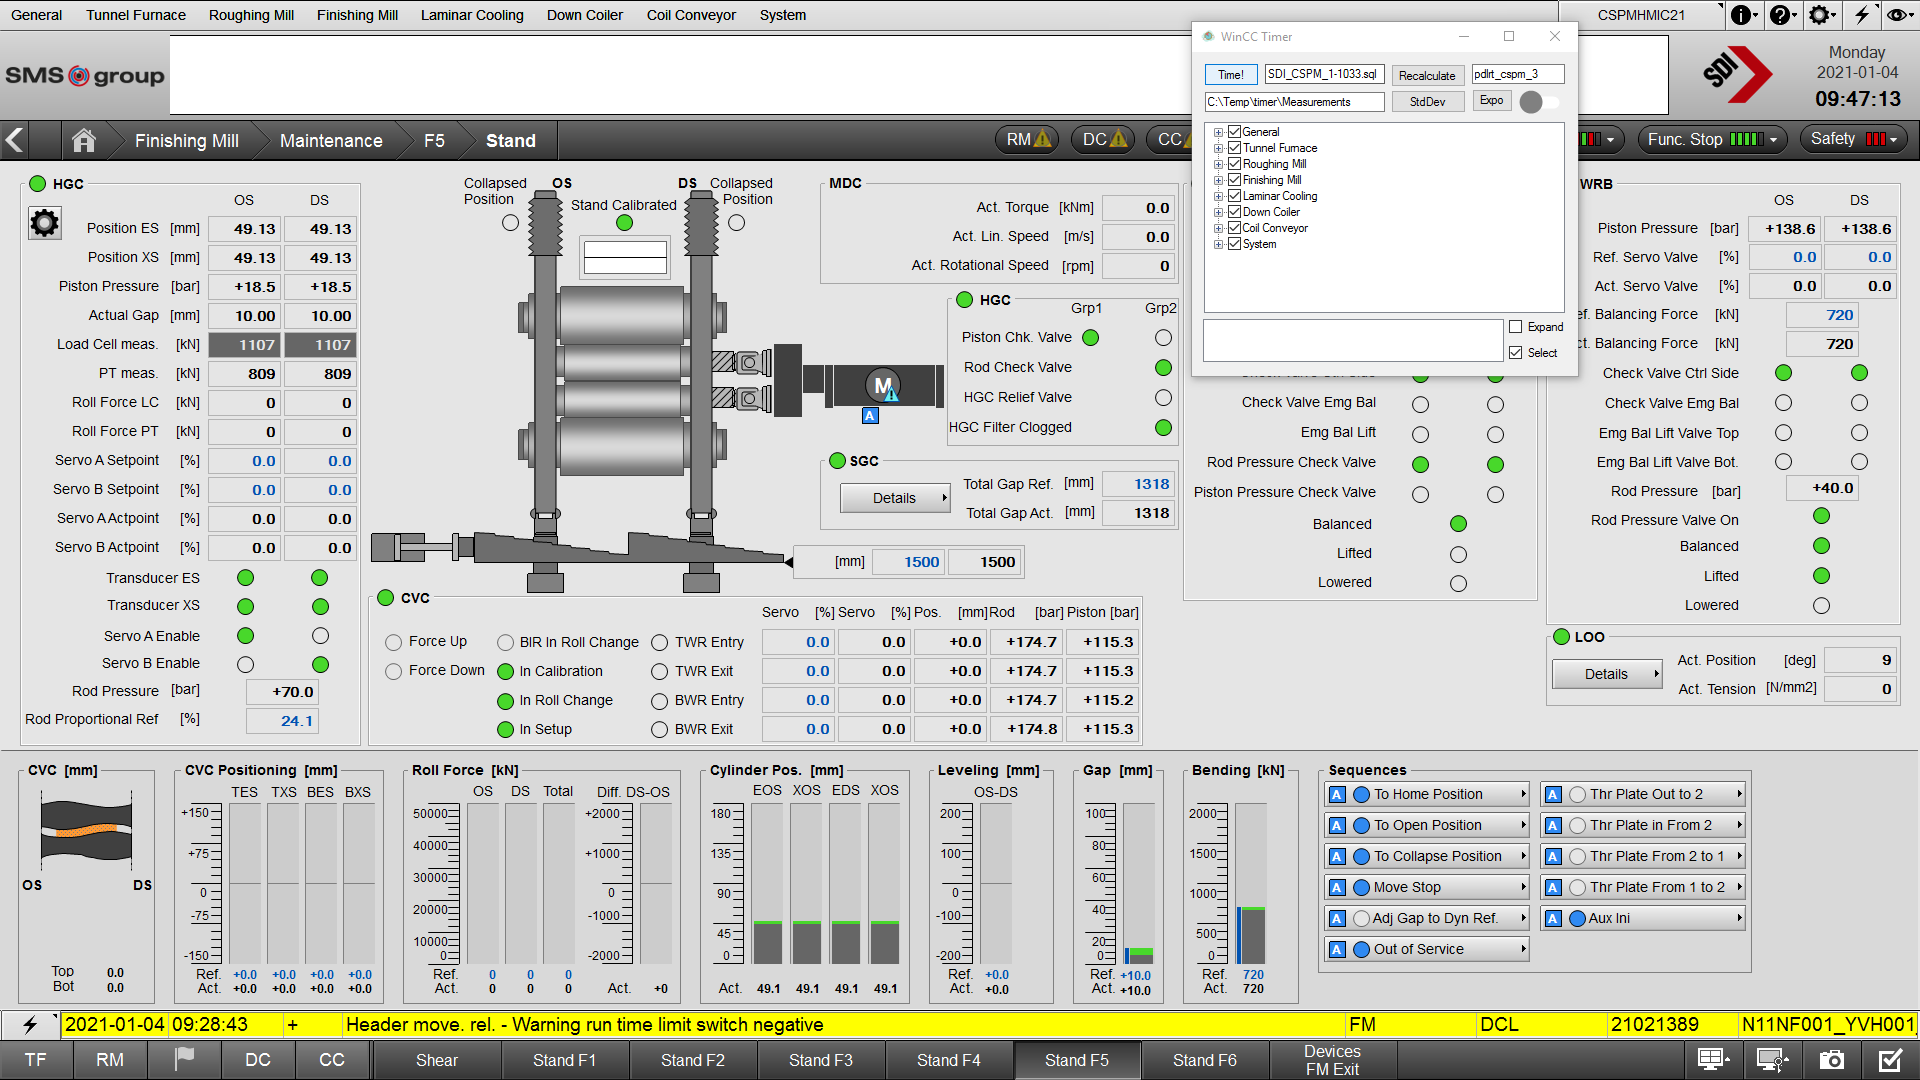 General Tunnel Furnace Roughing Mill Finishing Mill Laminar Cooling Down Coiler Coil Conveyor System CSPMHMIC21
SMS group
SDI
Monday
2021-01-04
09:47:13
Finishing Mill Maintenance F5 Stand
RM DC CC Func. Stop Safety
WinCC Timer
Time! SDI_CSPM_1-1033.sql Recalculate pdlrt_cspm_3
C:\Temp\timer\Measurements StdDev Expo
General
Tunnel Furnace
Roughing Mill
Finishing Mill
Laminar Cooling
Down Coiler
Coil Conveyor
System
Expand
Select
HGC
OS DS
Position ES [mm] 49.13 49.13
Position XS [mm] 49.13 49.13
Piston Pressure [bar] +18.5 +18.5
Actual Gap [mm] 10.00 10.00
Load Cell meas. [kN] 1107 1107
PT meas. [kN] 809 809
Roll Force LC [kN] 0 0
Roll Force PT [kN] 0 0
Servo A Setpoint [%] 0.0 0.0
Servo B Setpoint [%] 0.0 0.0
Servo A Actpoint [%] 0.0 0.0
Servo B Actpoint [%] 0.0 0.0
Transducer ES
Transducer XS
Servo A Enable
Servo B Enable
Rod Pressure [bar] +70.0
Rod Proportional Ref [%] 24.1
Collapsed Position OS
Stand Calibrated
DS Collapsed Position
M
A
[mm] 1500 1500
MDC
Act. Torque [kNm] 0.0
Act. Lin. Speed [m/s] 0.0
Act. Rotational Speed [rpm] 0
HGC
Grp1 Grp2
Piston Chk. Valve
Rod Check Valve
HGC Relief Valve
HGC Filter Clogged
SGC
Details
Total Gap Ref. [mm] 1318
Total Gap Act. [mm] 1318
CVC
Servo [%] Servo [%] Pos. [mm] Rod [bar] Piston [bar]
Force Up BIR In Roll Change TWR Entry 0.0 0.0 +0.0 +174.7 +115.3
Force Down In Calibration TWR Exit 0.0 0.0 +0.0 +174.7 +115.3
In Roll Change BWR Entry 0.0 0.0 +0.0 +174.7 +115.2
In Setup BWR Exit 0.0 0.0 +0.0 +174.8 +115.3
Check Valve Emg Bal
Emg Bal Lift
Rod Pressure Check Valve
Piston Pressure Check Valve
Balanced
Lifted
Lowered
WRB
OS DS
Piston Pressure [bar] +138.6 +138.6
Ref. Servo Valve [%] 0.0 0.0
Act. Servo Valve [%] 0.0 0.0
Balancing Force [kN] 720
Balancing Force [kN] 720
Check Valve Ctrl Side
Check Valve Emg Bal
Emg Bal Lift Valve Top
Emg Bal Lift Valve Bot.
Rod Pressure [bar] +40.0
Rod Pressure Valve On
Balanced
Lifted
Lowered
LOO
Details
Act. Position [deg] 9
Act. Tension [N/mm2] 0
CVC [mm]
OS DS
Top 0.0
Bot 0.0
CVC Positioning [mm]
TES TXS BES BXS
+150
+75
0
-75
-150
Ref. +0.0 +0.0 +0.0 +0.0
Act. +0.0 +0.0 +0.0 +0.0
Roll Force [kN]
OS DS Total Diff. DS-OS
50000
40000
30000
20000
10000
0
+2000
+1000
0
-1000
-2000
Ref. 0 0 0
Act. 0 0 0 Act. +0
Cylinder Pos. [mm]
EOS XOS EDS XOS
180
135
90
45
0
Act. 49.1 49.1 49.1 49.1
Leveling [mm]
OS-DS
200
100
0
-100
-200
Ref. +0.0
Act. +0.0
Gap [mm]
100
80
60
40
20
0
Ref. +10.0
Act. +10.0
Bending [kN]
2000
1500
1000
500
0
Ref. 720
Act. 720
Sequences
A To Home Position A Thr Plate Out to 2
A To Open Position A Thr Plate in From 2
A To Collapse Position A Thr Plate From 2 to 1
A Move Stop A Thr Plate From 1 to 2
A Adj Gap to Dyn Ref. A Aux Ini
A Out of Service
2021-01-04 09:28:43 + Header move. rel. - Warning run time limit switch negative FM DCL 21021389 N11NF001_YVH001
TF RM DC CC Shear Stand F1 Stand F2 Stand F3 Stand F4 Stand F5 Stand F6 Devices FM Exit